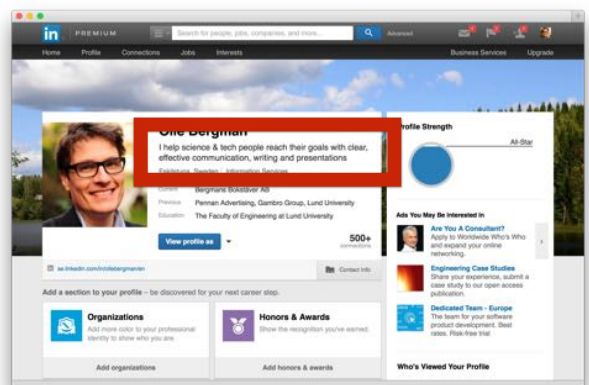 in PREMIUM Search for people, jobs, companies, and more... Advanced
Home Profile Connections Jobs Interests Business Services Upgrade
Olle Bergman
I help science & tech people reach their goals with clear,
effective communication, writing and presentations
Eskilstuna, Sweden Information Services
Current Bergmans Bokstäver AB
Previous Pennan Advertising, Gambro Group, Lund University
Education The Faculty of Engineering at Lund University
View profile as
500+
connections
se.linkedin.com/in/ollebergman/en
Contact Info
Add a section to your profile – be discovered for your next career step.
Organizations
Add more color to your professional
identity to show who you are.
Add organizations
Honors & Awards
Show the recognition you've earned.
Add honors & awards
Profile Strength
All-Star
Ads You May Be Interested In
Are You A Consultant?
Apply to Worldwide Who's Who
and expand your online
networking.
Engineering Case Studies
Share your experience, submit a
case study to our open access
publication.
Dedicated Team - Europe
The team for your software
product development. Best
rates. Risk-free trial
Who's Viewed Your Profile